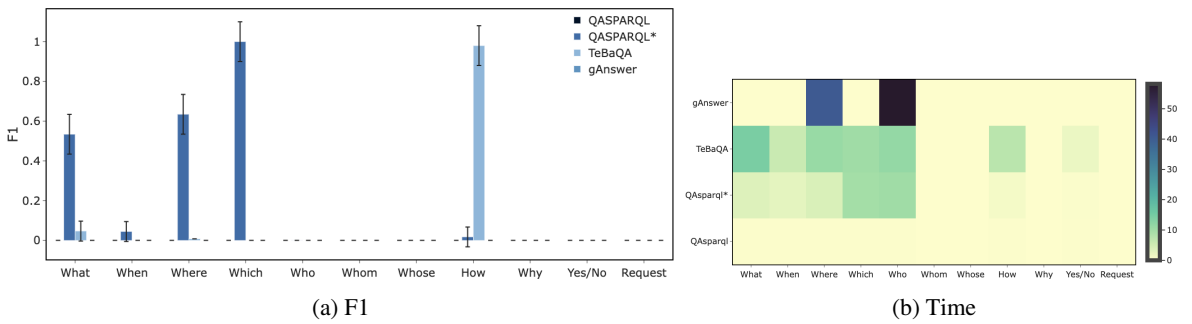 QASPARQL
QASPARQL*
TeBaQA
gAnswer
F1
1
0.8
0.6
0.4
0.2
0
What When Where Which Who Whom Whose How Why Yes/No Request
(a) F1
gAnswer
TeBaQA
QAsparql*
QAsparql
What When Where Which Who Whom Whose How Why Yes/No Request
50
40
30
20
10
0
(b) Time